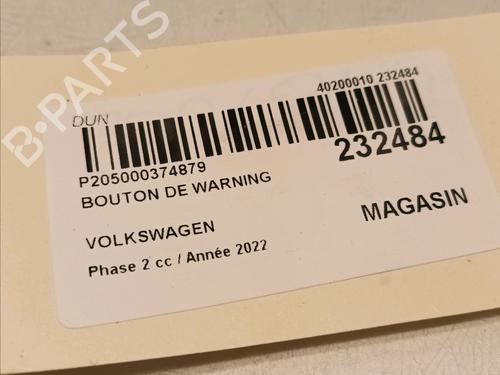 B-PARTS
DUN
40200010 232484
P205000374879
232484
BOUTON DE WARNING
VOLKSWAGEN
MAGASIN
Phase 2 cc / Année 2022